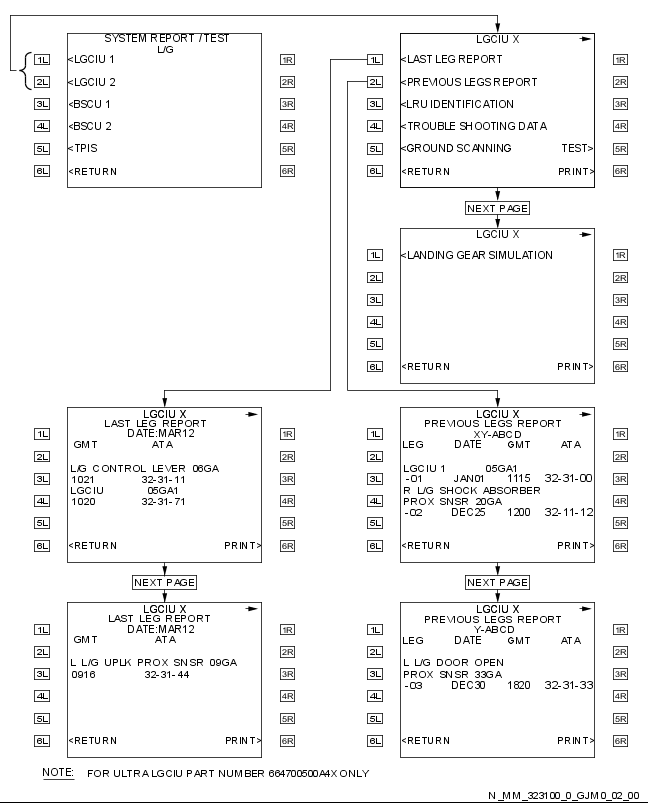 SYSTEM REPORT / TEST
L/G
1L <LGCIU 1 1R
2L <LGCIU 2 2R
3L <BSCU 1 3R
4L <BSCU 2 4R
5L <TPIS 5R
6L <RETURN 6R
LGCIU X
1L <LAST LEG REPORT 1R
2L <PREVIOUS LEGS REPORT 2R
3L <LRU IDENTIFICATION 3R
4L <TROUBLE SHOOTING DATA 4R
5L <GROUND SCANNING TEST> 5R
6L <RETURN PRINT> 6R
NEXT PAGE
LGCIU X
1L <LANDING GEAR SIMULATION 1R
2L 2R
3L 3R
4L 4R
5L 5R
6L <RETURN PRINT> 6R
LGCIU X
LAST LEG REPORT
1L DATE:MAR12 1R
GMT ATA
2L 2R
L/G CONTROL LEVER 06GA
3L 1021 32-31-11 3R
LGCIU 05GA1
4L 1020 32-31-71 4R
5L 5R
6L <RETURN PRINT> 6R
NEXT PAGE
LGCIU X
LAST LEG REPORT
1L DATE:MAR12 1R
GMT ATA
2L 2R
L L/G UPLK PROX SNSR 09GA
3L 0916 32-31-44 3R
4L 4R
5L 5R
6L <RETURN PRINT> 6R
LGCIU X
PREVIOUS LEGS REPORT
1L XY-ABCD 1R
LEG DATE GMT ATA
2L 2R
LGCIU 1 05GA1
3L -01 JAN01 1115 32-31-00 3R
R L/G SHOCK ABSORBER
4L PROX SNSR 20GA 4R
-02 DEC25 1200 32-11-12
5L 5R
6L <RETURN PRINT> 6R
NEXT PAGE
LGCIU X
PREVIOUS LEGS REPORT
1L Y-ABCD 1R
LEG DATE GMT ATA
2L 2R
L L/G DOOR OPEN
3L PROX SNSR 33GA 3R
-03 DEC30 1820 32-31-33
4L 4R
5L 5R
6L <RETURN PRINT> 6R
NOTE: FOR ULTRA LGCIU PART NUMBER 664700500A4X ONLY
N_MM_323100_0_GJM0_02_00